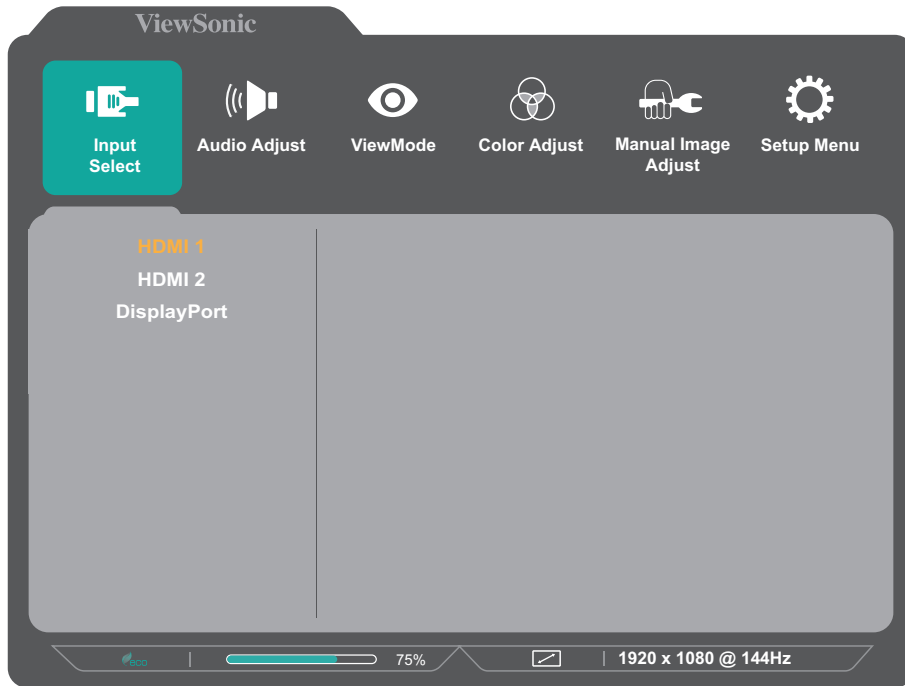 ViewSonic
Input
Select
Audio Adjust
ViewMode
Color Adjust
Manual Image
Adjust
Setup Menu
HDMI 1
HDMI 2
DisplayPort
eco
75%
1920 x 1080 @ 144Hz